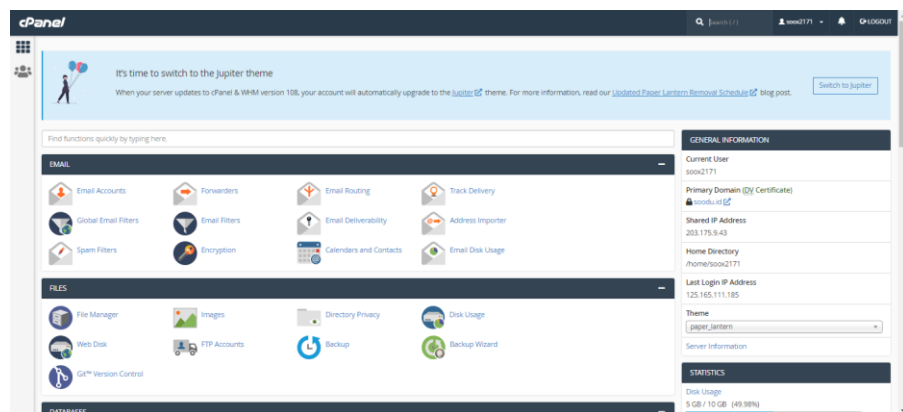 cPanel
Search ( / )
soox2171
LOGOUT
It's time to switch to the Jupiter theme
When your server updates to cPanel & WHM version 108, your account will automatically upgrade to the Jupiter theme. For more information, read our Updated Paper Lantern Removal Schedule blog post.
Switch to Jupiter
Find functions quickly by typing here.
EMAIL
Email Accounts
Forwarders
Email Routing
Track Delivery
Global Email Filters
Email Filters
Email Deliverability
Address Importer
Spam Filters
Encryption
Calendars and Contacts
Email Disk Usage
FILES
File Manager
Images
Directory Privacy
Disk Usage
Web Disk
FTP Accounts
Backup
Backup Wizard
Git™ Version Control
DATABASES
GENERAL INFORMATION
Current User
soox2171
Primary Domain (DV Certificate)
soodu.id
Shared IP Address
203.175.9.43
Home Directory
/home/soox2171
Last Login IP Address
125.165.111.185
Theme
paper_lantern
Server Information
STATISTICS
Disk Usage
5 GB / 10 GB (49.98%)